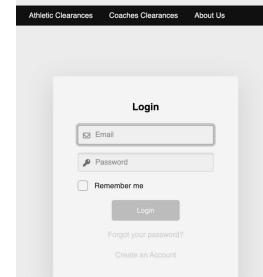 Athletic Clearances Coaches Clearances About Us
Login
Email
Password
Remember me
Login
Forgot your password?
Create an Account